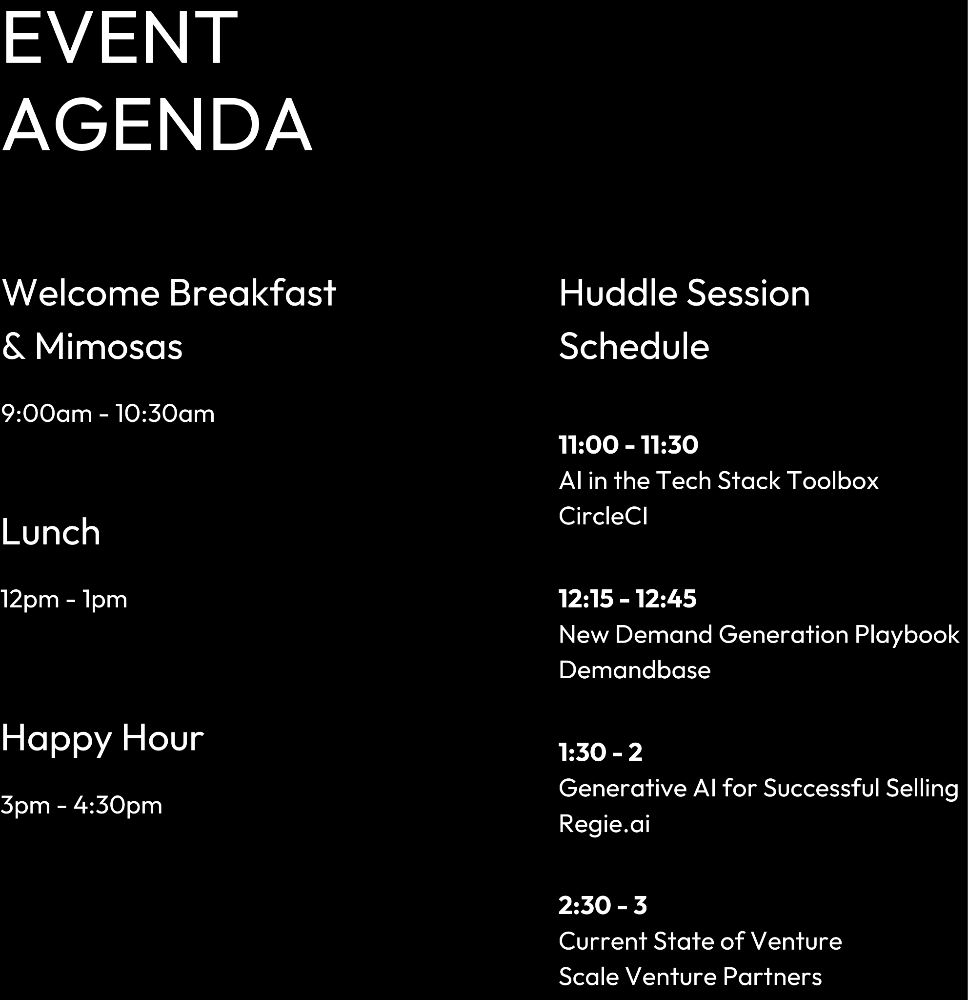 EVENT
AGENDA
Welcome Breakfast
& Mimosas
9:00am - 10:30am
Lunch
12pm - 1pm
Happy Hour
3pm - 4:30pm
Huddle Session
Schedule
11:00 - 11:30
AI in the Tech Stack Toolbox
CircleCI
12:15 - 12:45
New Demand Generation Playbook
Demandbase
1:30 - 2
Generative AI for Successful Selling
Regie.ai
2:30 - 3
Current State of Venture
Scale Venture Partners